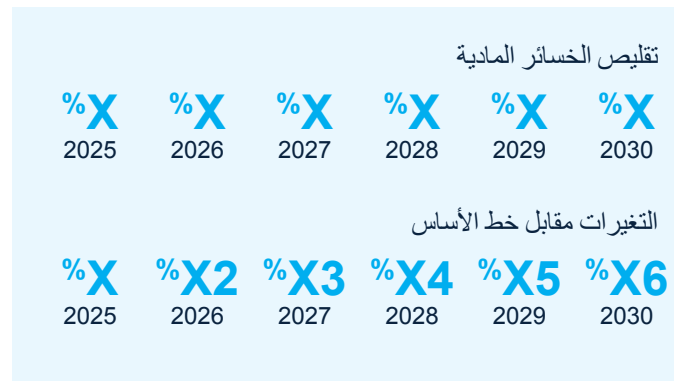 تقليص الخسائر المادية
%X %X %X %X %X %X
2025 2026 2027 2028 2029 2030
التغيرات مقابل خط الأساس
%X %X2 %X3 %X4 %X5 %X6
2025 2026 2027 2028 2029 2030